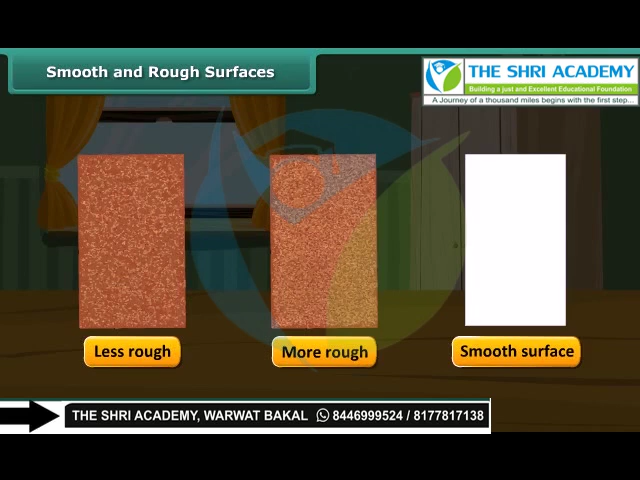 Smooth and Rough Surfaces
THE SHRI ACADEMY
Building a just and Excellent Educational Foundation
A Journey of a thousand miles begins with the first step...
Less rough
More rough
Smooth surface
THE SHRI ACADEMY, WARWAT BAKAL 8446999524 / 8177817138